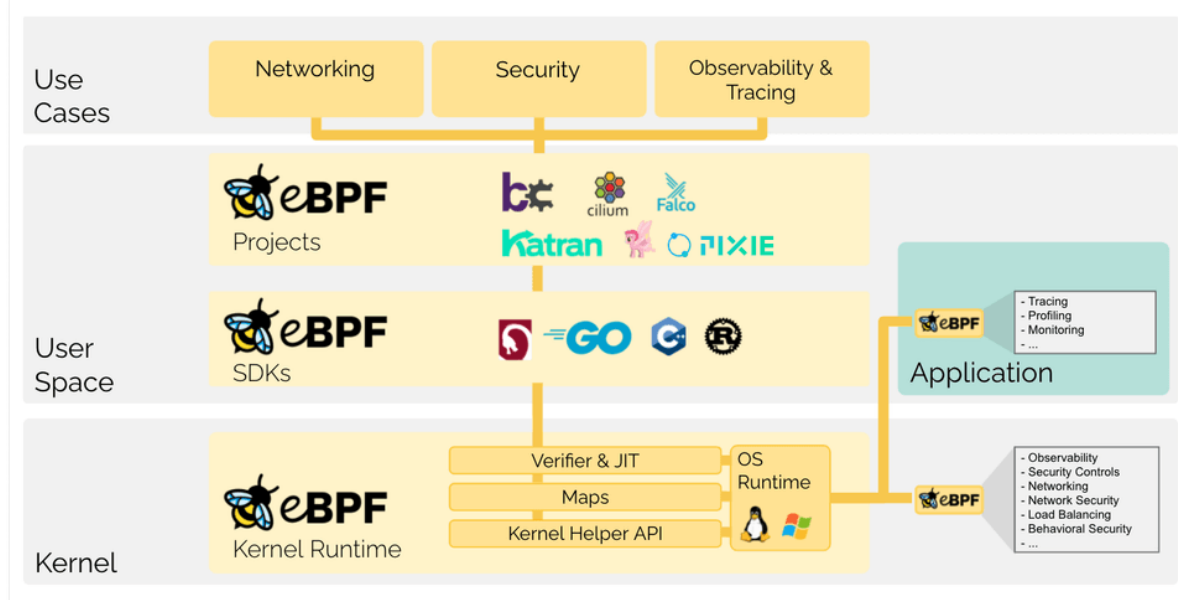 Use
Cases
Networking
Security
Observability &
Tracing
User
Space
eBPF
Projects
bcc
cilium
Falco
Katran
PIXIE
eBPF
SDKs
GO
C
R
eBPF
- Tracing
- Profiling
- Monitoring
- ...
Application
Kernel
eBPF
Kernel Runtime
Verifier & JIT
Maps
Kernel Helper API
OS
Runtime
eBPF
- Observability
- Security Controls
- Networking
- Network Security
- Load Balancing
- Behavioral Security
- ...